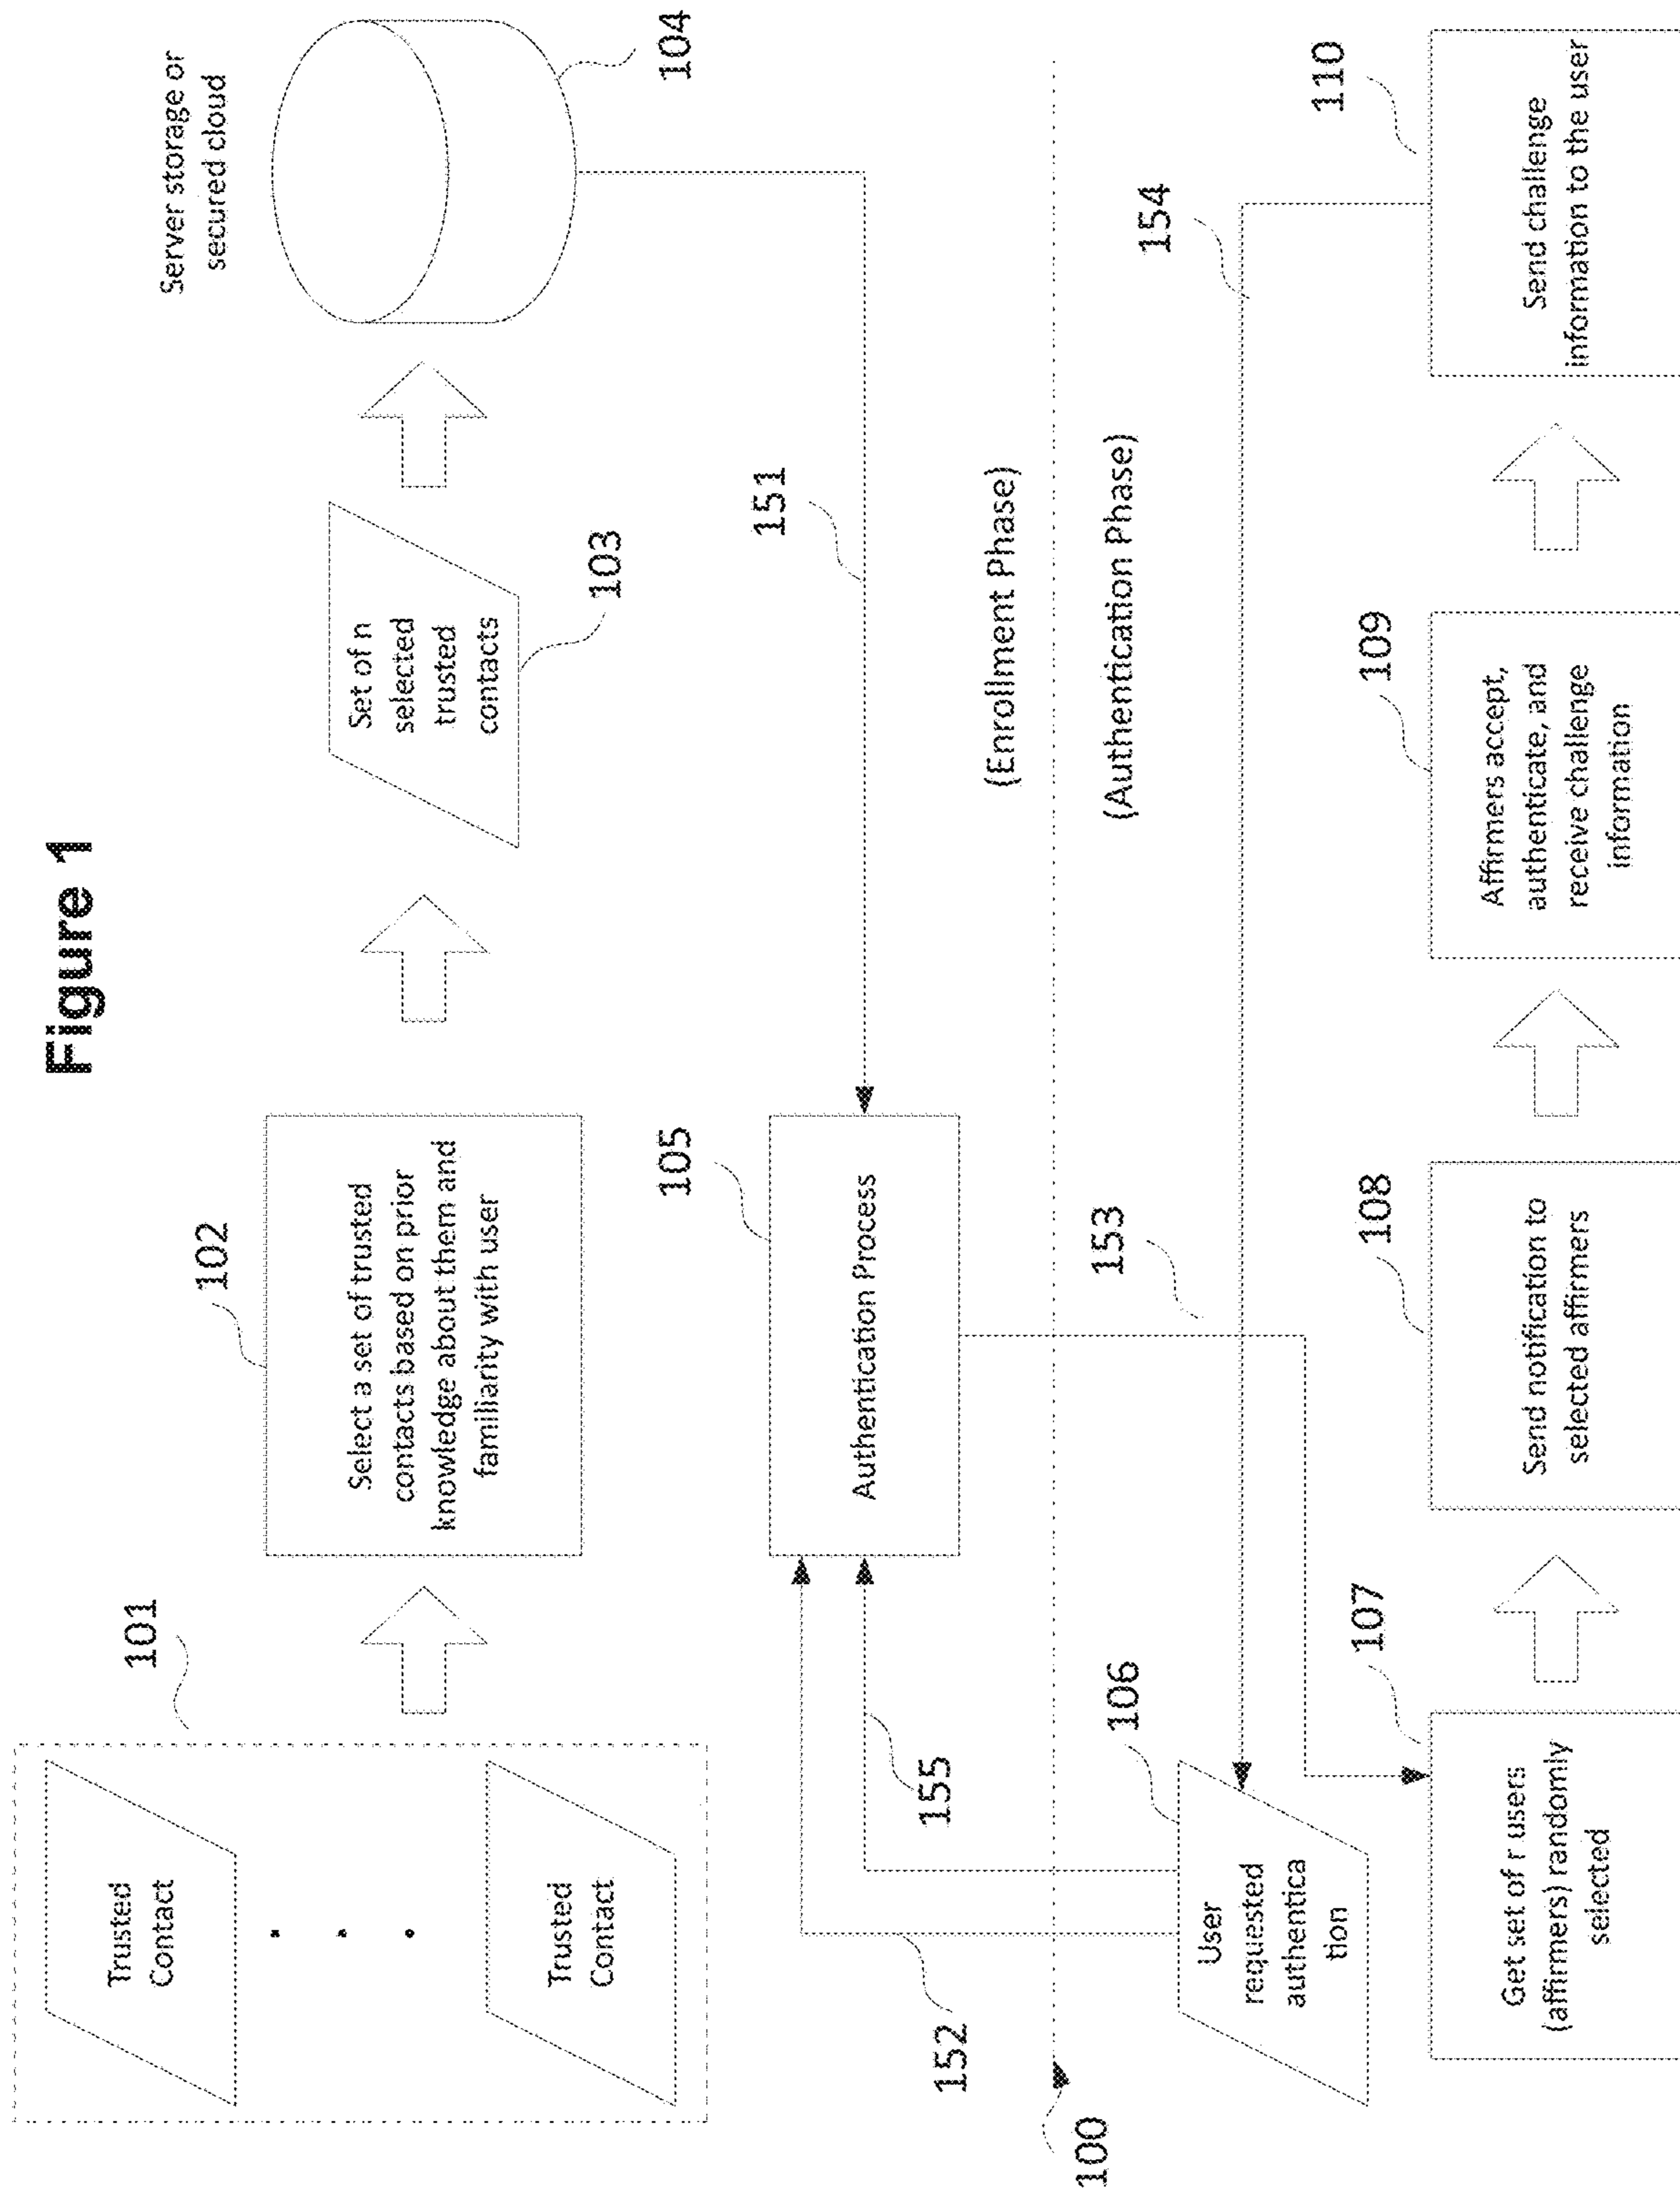 Figure 1
101
Trusted
Contact
Trusted
Contact
102
Select a set of trusted
contacts based on prior
knowledge about them and
familiarity with user
Set of n
selected
trusted
contacts
103
Server storage or
secured cloud
104
105
Authentication Process
151
152
155
(Enrollment Phase)
100
(Authentication Phase)
106
User
requested
authentica
tion
153
154
107
Get set of r users
(affirmers) randomly
selected
108
Send notification to
selected affirmers
109
Affirmers accept,
authenticate, and
receive challenge
information
110
Send challenge
information to the user